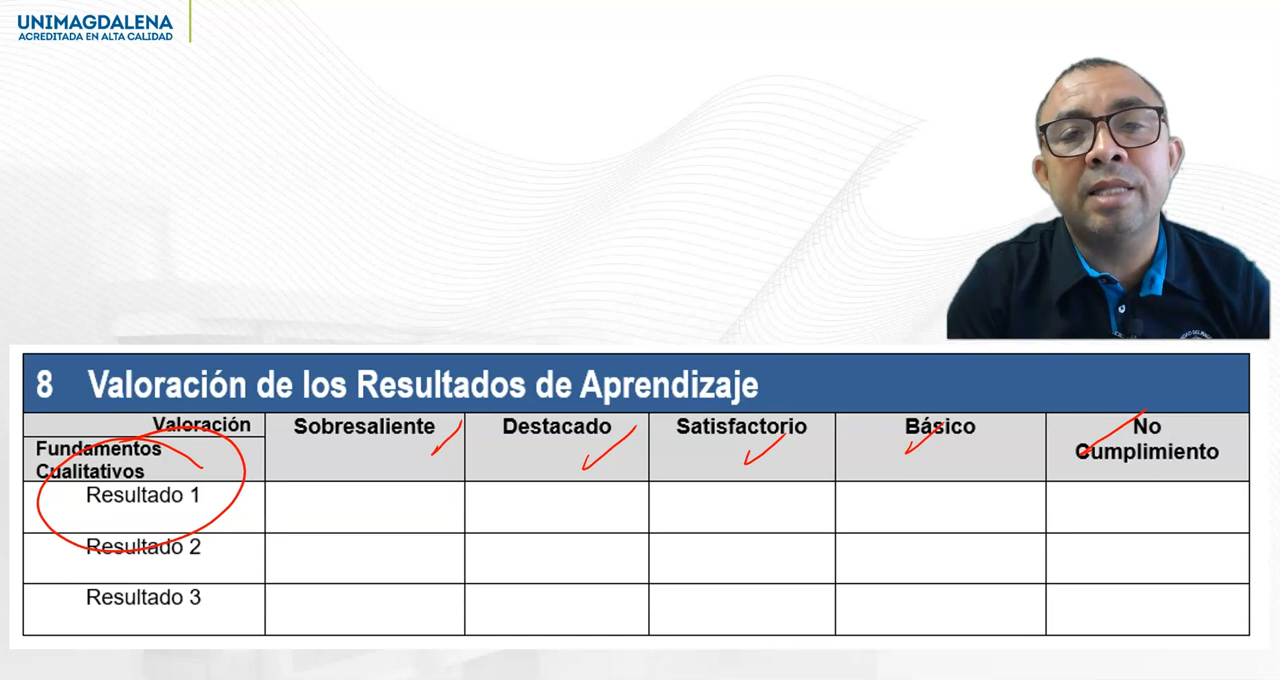 UNIMAGDALENA
ACREDITADA EN ALTA CALIDAD
8 Valoración de los Resultados de Aprendizaje
Valoración
Fundamentos
Cualitativos
Sobresaliente
Destacado
Satisfactorio
Básico
No
Cumplimiento
Resultado 1
Resultado 2
Resultado 3